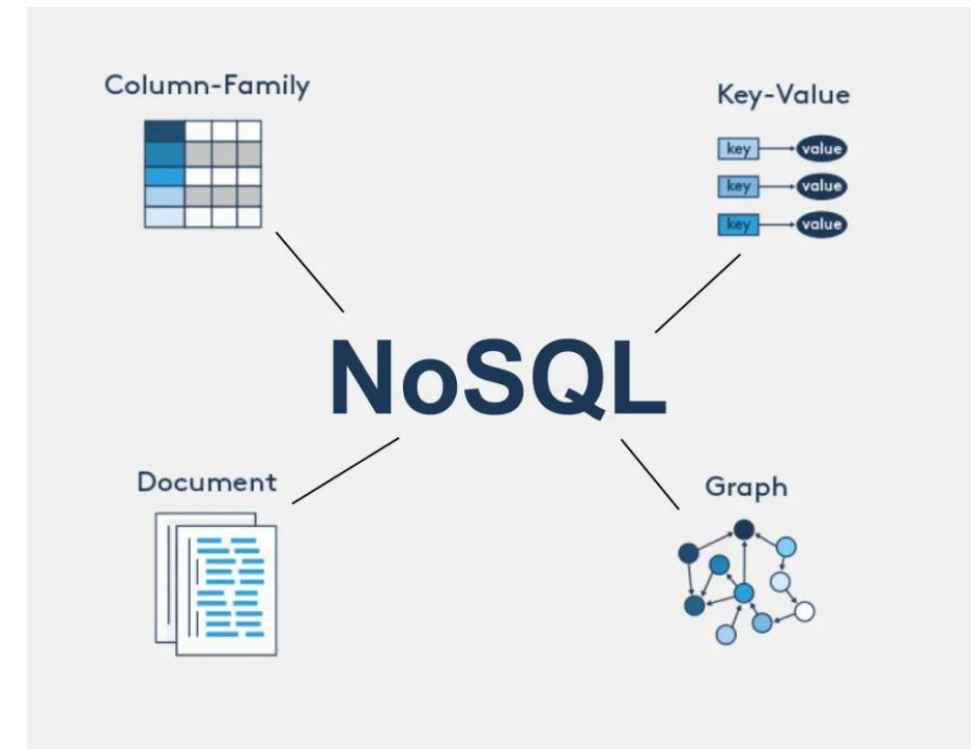 Column-Family
Key-Value
key value
key value
key value
NoSQL
Document
Graph